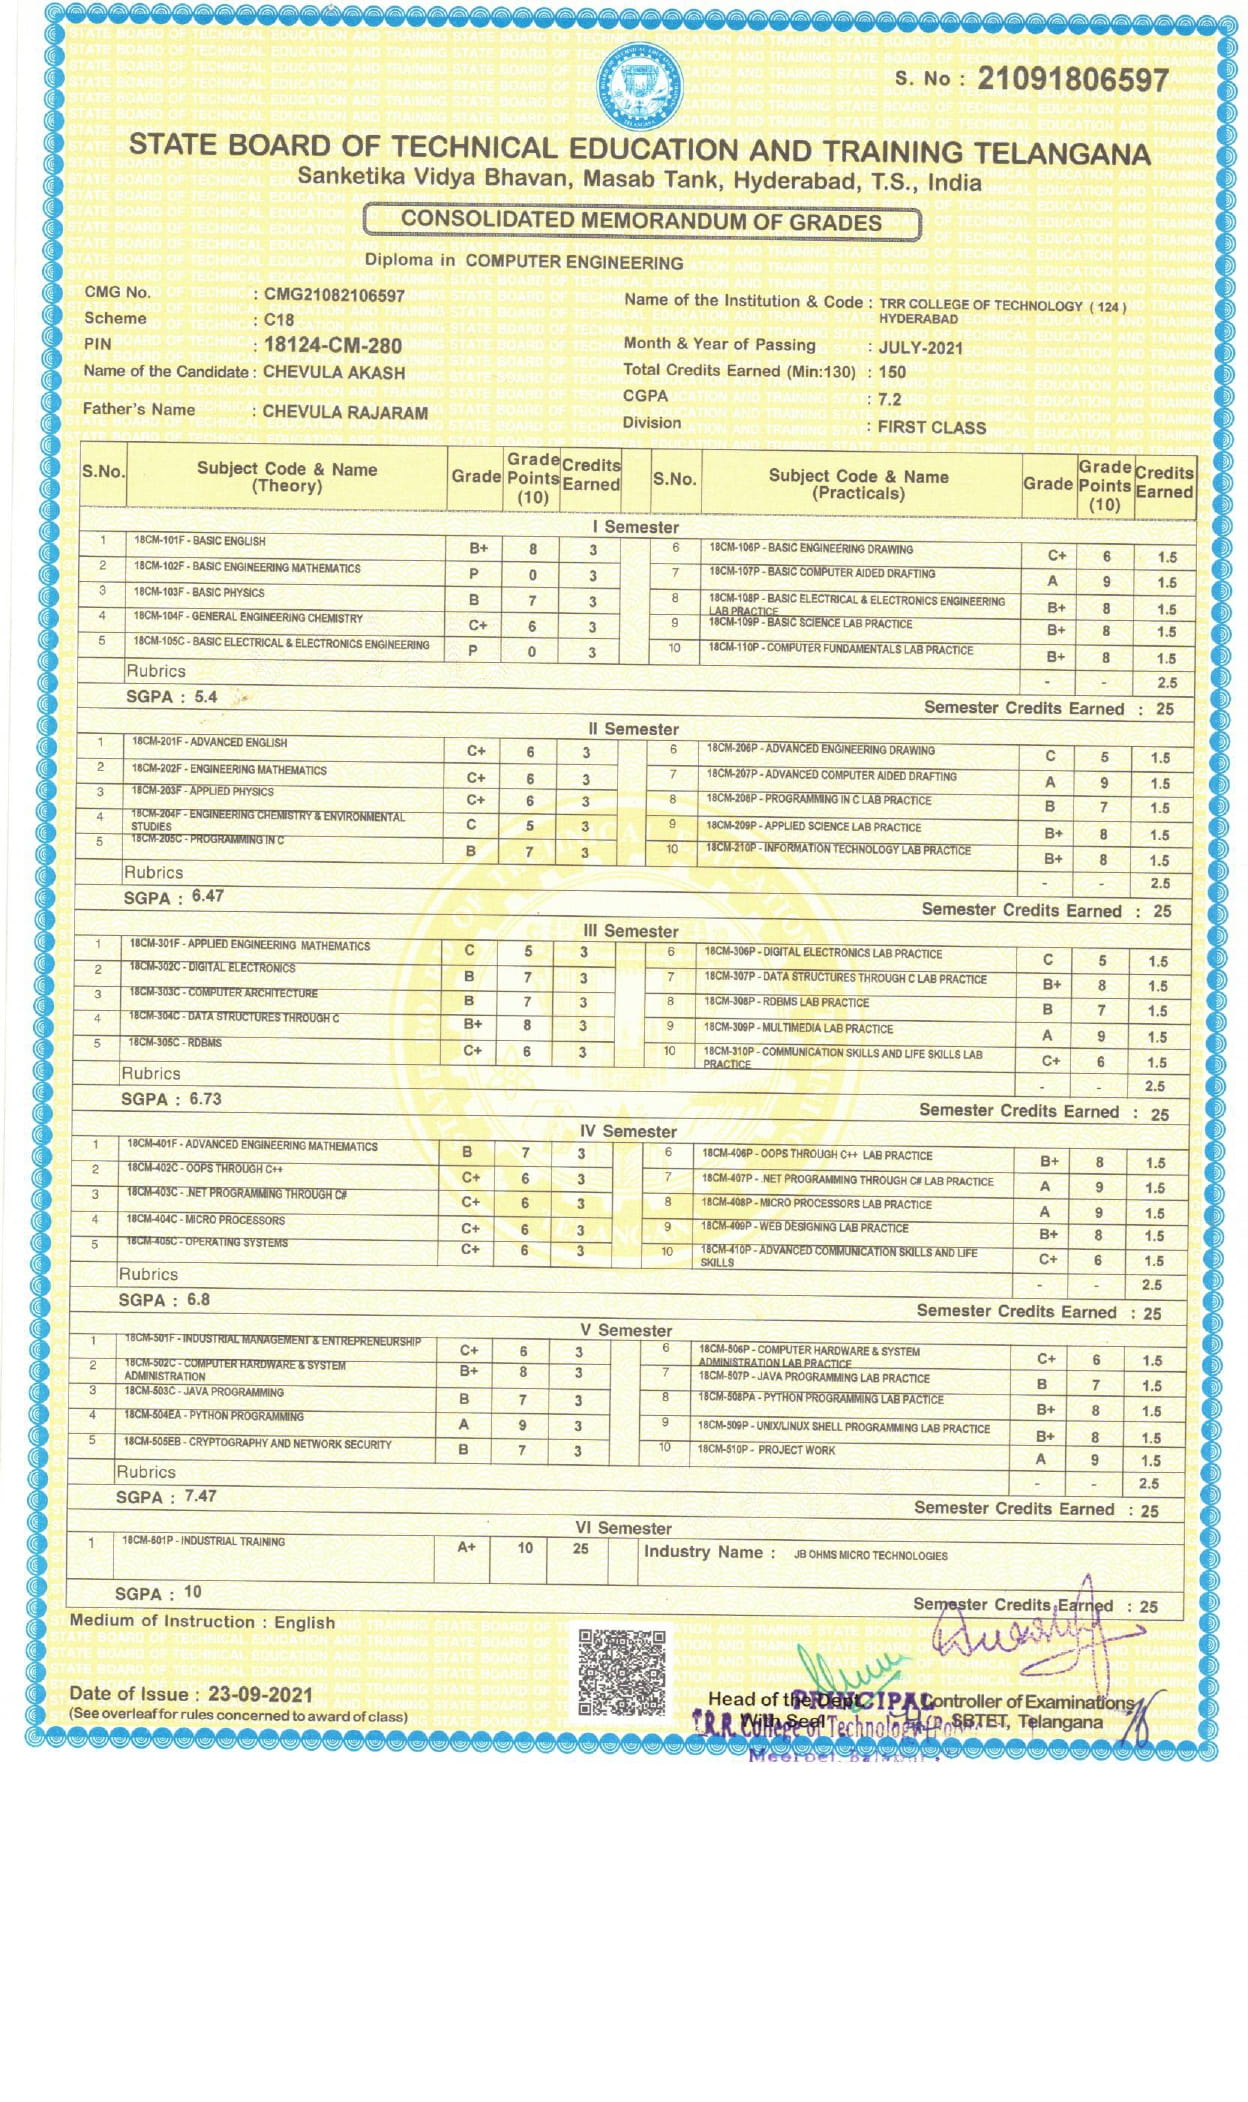 S. No : 21091806597
STATE BOARD OF TECHNICAL EDUCATION AND TRAINING TELANGANA
Sanketika Vidya Bhavan, Masab Tank, Hyderabad, T.S., India
CONSOLIDATED MEMORANDUM OF GRADES
Diploma in COMPUTER ENGINEERING
CMG No. : CMG21082106597
Scheme : C18
PIN : 18124-CM-280
Name of the Candidate : CHEVULA AKASH
Father's Name : CHEVULA RAJARAM
Name of the Institution & Code : TRR COLLEGE OF TECHNOLOGY ( 124 )
HYDERABAD
Month & Year of Passing : JULY-2021
Total Credits Earned (Min:130) : 150
CGPA : 7.2
Division : FIRST CLASS
S.No. Subject Code & Name (Theory) Grade Grade Points (10) Credits Earned S.No. Subject Code & Name (Practicals) Grade Grade Points (10) Credits Earned
I Semester
1 18CM-101F - BASIC ENGLISH B+ 8 3 6 18CM-106P - BASIC ENGINEERING DRAWING C+ 6 1.5
2 18CM-102F - BASIC ENGINEERING MATHEMATICS P 0 3 7 18CM-107P - BASIC COMPUTER AIDED DRAFTING A 9 1.5
3 18CM-103F - BASIC PHYSICS B 7 3 8 18CM-108P - BASIC ELECTRICAL & ELECTRONICS ENGINEERING LAB PRACTICE B+ 8 1.5
4 18CM-104F - GENERAL ENGINEERING CHEMISTRY C+ 6 3 9 18CM-109P - BASIC SCIENCE LAB PRACTICE B+ 8 1.5
5 18CM-105C - BASIC ELECTRICAL & ELECTRONICS ENGINEERING P 0 3 10 18CM-110P - COMPUTER FUNDAMENTALS LAB PRACTICE B+ 8 1.5
Rubrics - - 2.5
SGPA : 5.4 Semester Credits Earned : 25
II Semester
1 18CM-201F - ADVANCED ENGLISH C+ 6 3 6 18CM-206P - ADVANCED ENGINEERING DRAWING C 5 1.5
2 18CM-202F - ENGINEERING MATHEMATICS C+ 6 3 7 18CM-207P - ADVANCED COMPUTER AIDED DRAFTING A 9 1.5
3 18CM-203F - APPLIED PHYSICS C+ 6 3 8 18CM-208P - PROGRAMMING IN C LAB PRACTICE B 7 1.5
4 18CM-204F - ENGINEERING CHEMISTRY & ENVIRONMENTAL STUDIES C 5 3 9 18CM-209P - APPLIED SCIENCE LAB PRACTICE B+ 8 1.5
5 18CM-205C - PROGRAMMING IN C B 7 3 10 18CM-210P - INFORMATION TECHNOLOGY LAB PRACTICE B+ 8 1.5
Rubrics - - 2.5
SGPA : 6.47 Semester Credits Earned : 25
III Semester
1 18CM-301F - APPLIED ENGINEERING MATHEMATICS C 5 3 6 18CM-306P - DIGITAL ELECTRONICS LAB PRACTICE C 5 1.5
2 18CM-302C - DIGITAL ELECTRONICS B 7 3 7 18CM-307P - DATA STRUCTURES THROUGH C LAB PRACTICE B+ 8 1.5
3 18CM-303C - COMPUTER ARCHITECTURE B 7 3 8 18CM-308P - RDBMS LAB PRACTICE B 7 1.5
4 18CM-304C - DATA STRUCTURES THROUGH C B+ 8 3 9 18CM-309P - MULTIMEDIA LAB PRACTICE A 9 1.5
5 18CM-305C - RDBMS C+ 6 3 10 18CM-310P - COMMUNICATION SKILLS AND LIFE SKILLS LAB PRACTICE C+ 6 1.5
Rubrics - - 2.5
SGPA : 6.73 Semester Credits Earned : 25
IV Semester
1 18CM-401F - ADVANCED ENGINEERING MATHEMATICS B 7 3 6 18CM-406P - OOPS THROUGH C++ LAB PRACTICE B+ 8 1.5
2 18CM-402C - OOPS THROUGH C++ C+ 6 3 7 18CM-407P - .NET PROGRAMMING THROUGH C# LAB PRACTICE A 9 1.5
3 18CM-403C - .NET PROGRAMMING THROUGH C# C+ 6 3 8 18CM-408P - MICRO PROCESSORS LAB PRACTICE A 9 1.5
4 18CM-404C - MICRO PROCESSORS C+ 6 3 9 18CM-409P - WEB DESIGNING LAB PRACTICE B+ 8 1.5
5 18CM-405C - OPERATING SYSTEMS C+ 6 3 10 18CM-410P - ADVANCED COMMUNICATION SKILLS AND LIFE SKILLS C+ 6 1.5
Rubrics - - 2.5
SGPA : 6.8 Semester Credits Earned : 25
V Semester
1 18CM-501F - INDUSTRIAL MANAGEMENT & ENTREPRENEURSHIP C+ 6 3 6 18CM-506P - COMPUTER HARDWARE & SYSTEM ADMINISTRATION LAB PRACTICE C+ 6 1.5
2 18CM-502C - COMPUTER HARDWARE & SYSTEM ADMINISTRATION B+ 8 3 7 18CM-507P - JAVA PROGRAMMING LAB PRACTICE B 7 1.5
3 18CM-503C - JAVA PROGRAMMING B 7 3 8 18CM-508PA - PYTHON PROGRAMMING LAB PACTICE B+ 8 1.5
4 18CM-504EA - PYTHON PROGRAMMING A 9 3 9 18CM-509P - UNIX/LINUX SHELL PROGRAMMING LAB PRACTICE B+ 8 1.5
5 18CM-505EB - CRYPTOGRAPHY AND NETWORK SECURITY B 7 3 10 18CM-510P - PROJECT WORK A 9 1.5
Rubrics - - 2.5
SGPA : 7.47 Semester Credits Earned : 25
VI Semester
1 18CM-601P - INDUSTRIAL TRAINING A+ 10 25 Industry Name : JB OHMS MICRO TECHNOLOGIES
SGPA : 10 Semester Credits Earned : 25
Medium of Instruction : English
Date of Issue : 23-09-2021
(See overleaf for rules concerned to award of class)
Head of the Dept.
With Seal
PRINCIPAL
T.R.R. College of Technology
Controller of Examinations
SBTET, Telangana